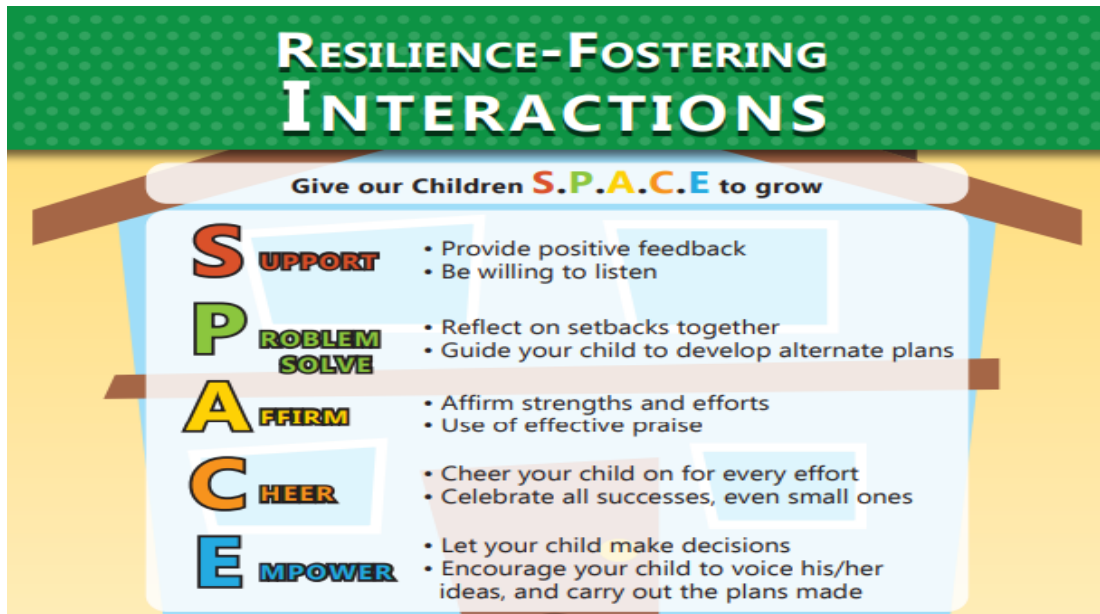 RESILIENCE-FOSTERING
INTERACTIONS
Give our Children S.P.A.C.E to grow
SUPPORT
• Provide positive feedback
• Be willing to listen
PROBLEM
SOLVE
• Reflect on setbacks together
• Guide your child to develop alternate plans
AFFIRM
• Affirm strengths and efforts
• Use of effective praise
CHEER
• Cheer your child on for every effort
• Celebrate all successes, even small ones
EMPOWER
• Let your child make decisions
• Encourage your child to voice his/her
ideas, and carry out the plans made